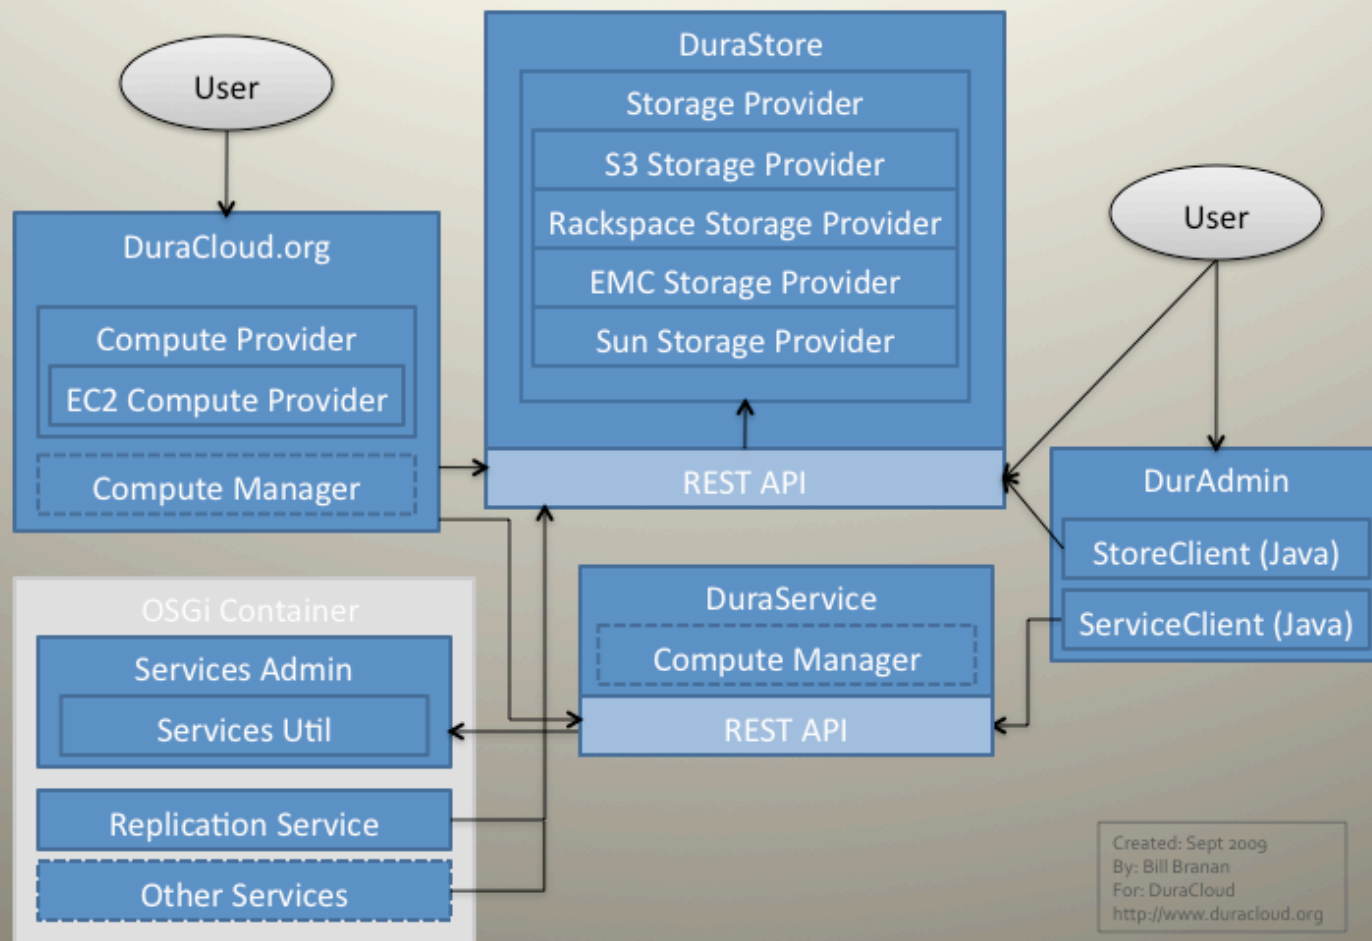 User
DuraCloud.org
Compute Provider
EC2 Compute Provider
Compute Manager
DuraStore
Storage Provider
S3 Storage Provider
Rackspace Storage Provider
EMC Storage Provider
Sun Storage Provider
REST API
User
DurAdmin
StoreClient (Java)
ServiceClient (Java)
OSGi Container
Services Admin
Services Util
Replication Service
Other Services
DuraService
Compute Manager
REST API
Created: Sept 2009
By: Bill Branan
For: DuraCloud
http://www.duracloud.org